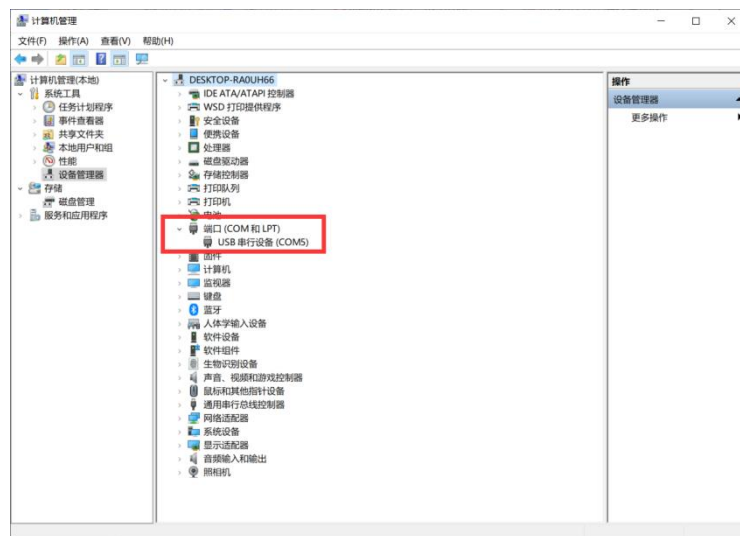 计算机管理
文件(F) 操作(A) 查看(V) 帮助(H)
计算机管理(本地)
系统工具
任务计划程序
事件查看器
共享文件夹
本地用户和组
性能
设备管理器
存储
磁盘管理
服务和应用程序
DESKTOP-RA0UH66
IDE ATA/ATAPI 控制器
WSD 打印提供程序
安全设备
便携设备
处理器
磁盘驱动器
存储控制器
打印队列
打印机
电池
端口 (COM 和 LPT)
USB 串行设备 (COM5)
固件
计算机
监视器
键盘
蓝牙
人体学输入设备
软件设备
软件组件
生物识别设备
声音、视频和游戏控制器
鼠标和其他指针设备
通用串行总线控制器
网络适配器
系统设备
显示适配器
音频输入和输出
照相机
操作
设备管理器
更多操作